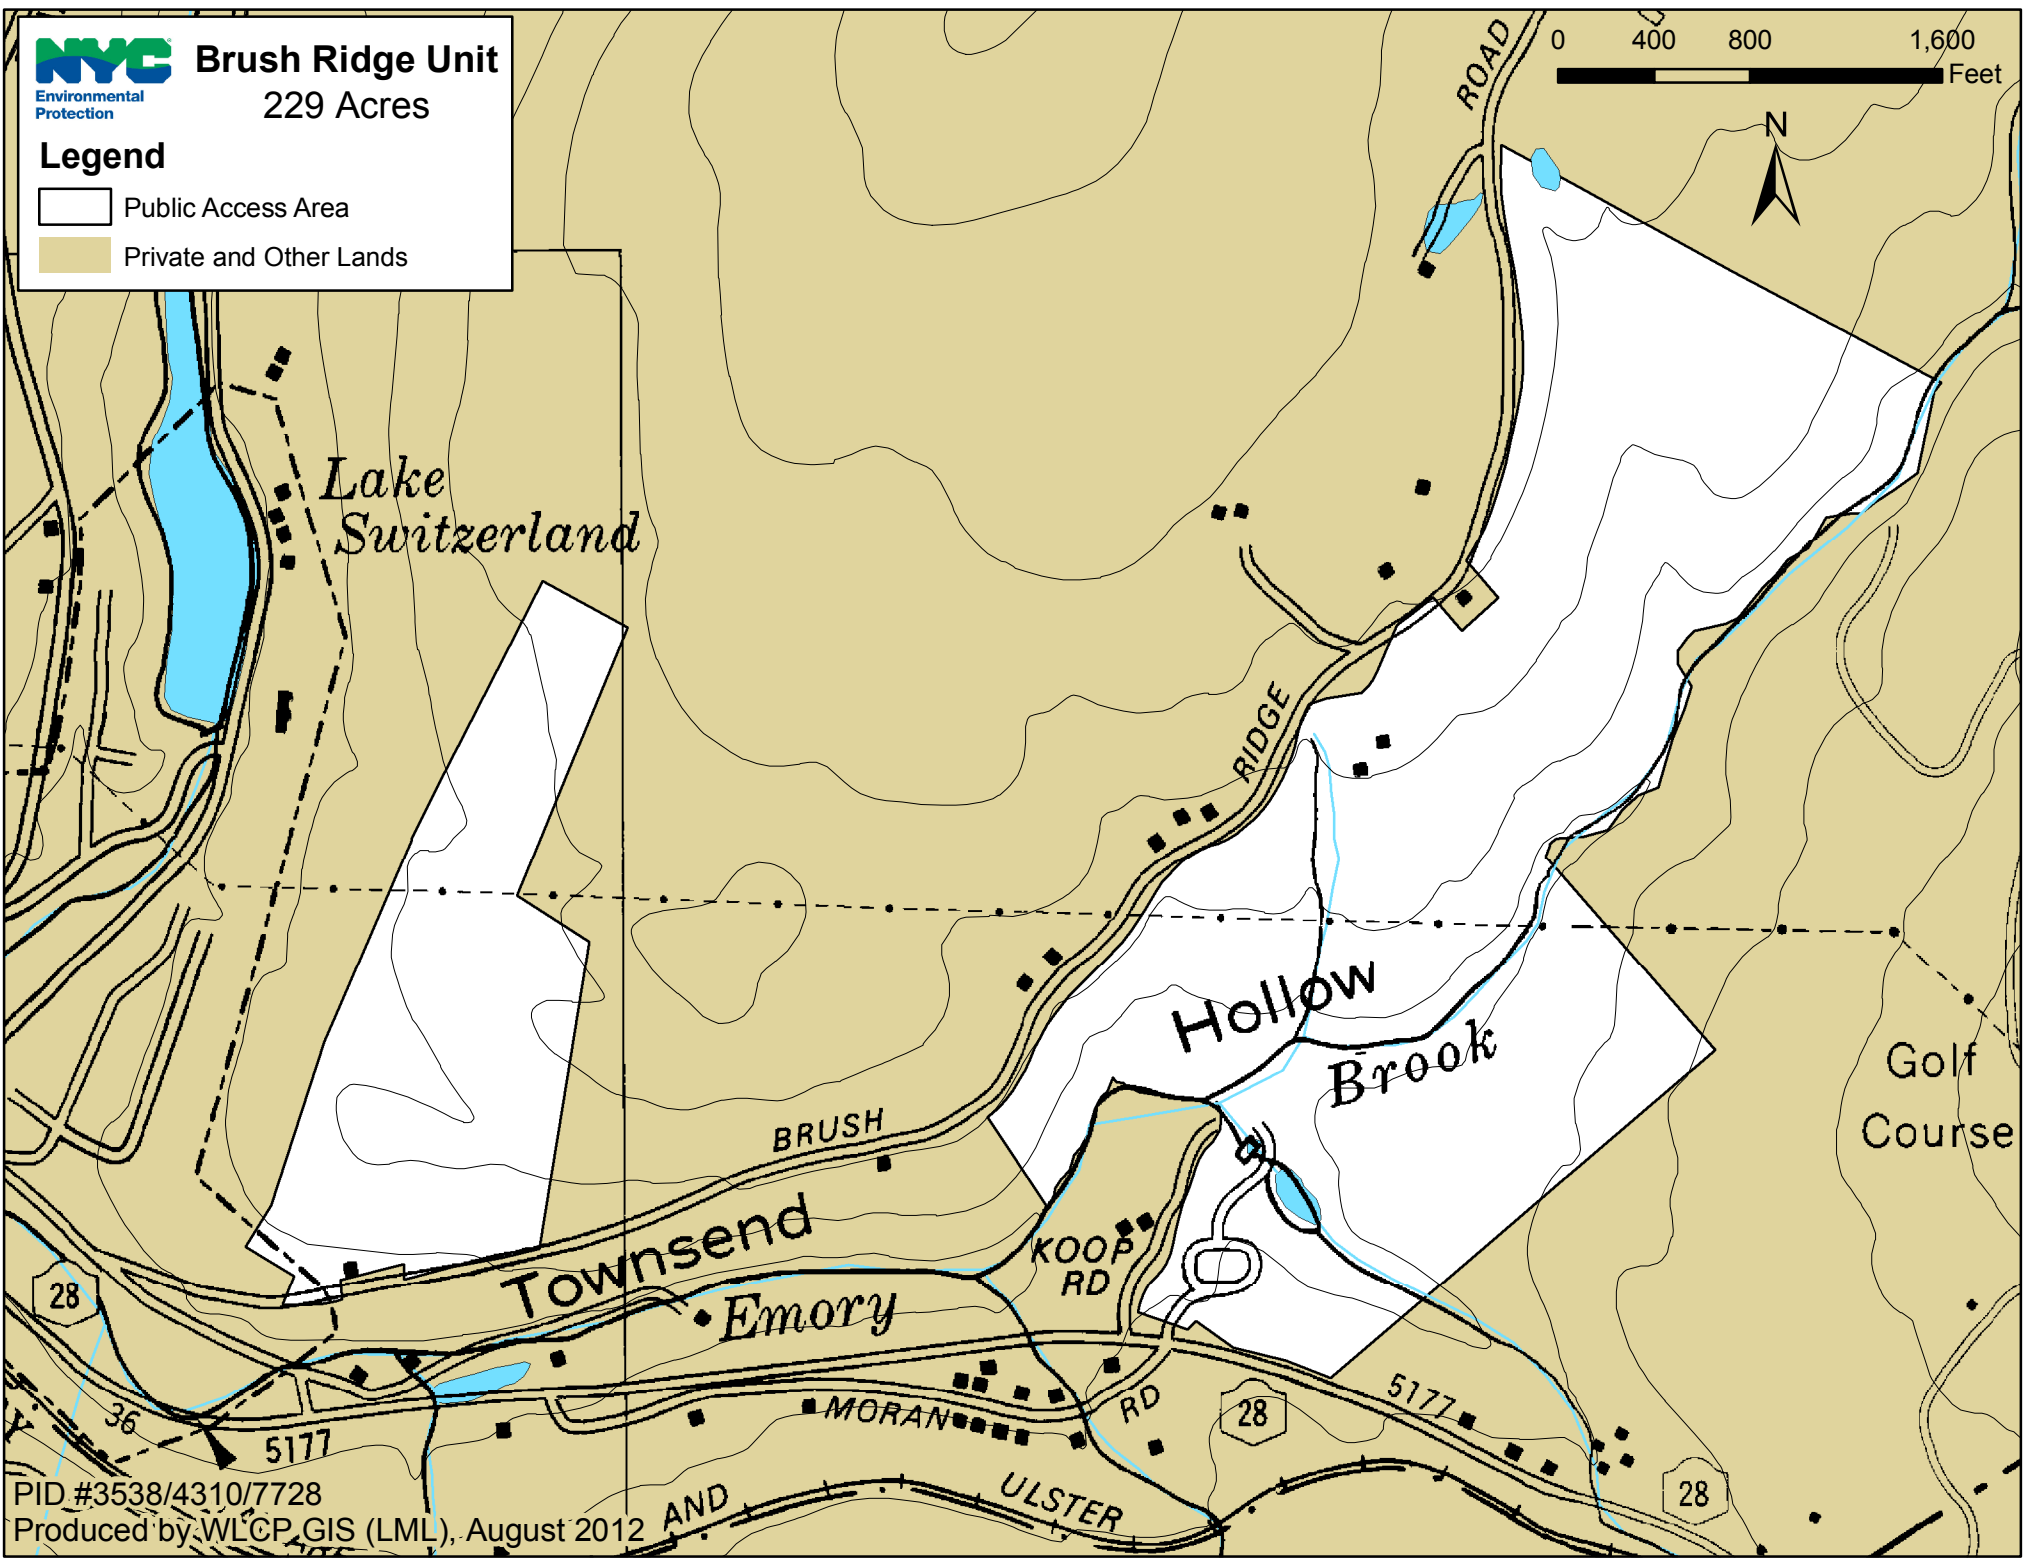 NYC
Environmental
Protection
Brush Ridge Unit
229 Acres
Legend
Public Access Area
Private and Other Lands
0 400 800 1,600
Feet
N
ROAD
Lake
Switzerland
RIDGE
Hollow
Brook
Golf
Course
BRUSH
Townsend
KOOP
RD
Emory
28
36
5177
MORAN
RD
28
5177
28
AND
ULSTER
PID #3538/4310/7728
Produced by WLCP GIS (LML), August 2012